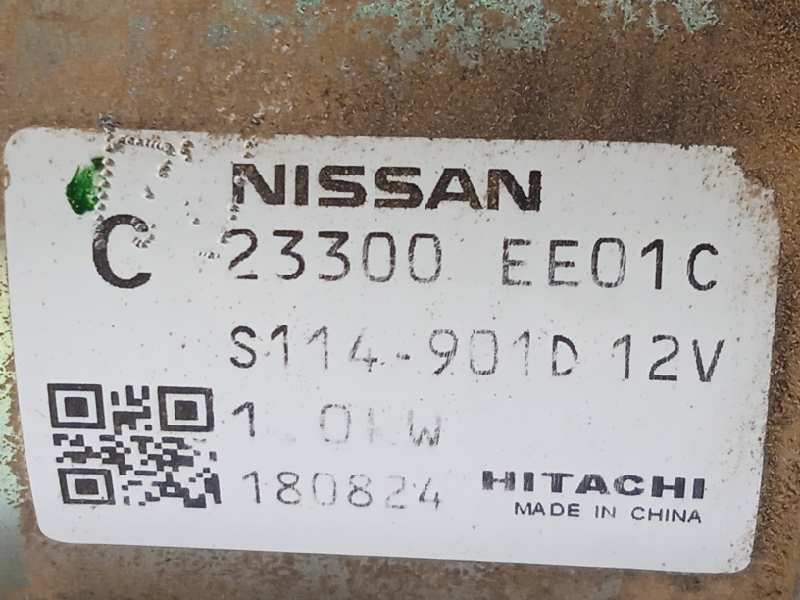 NISSAN
C 23300 EE01C
S114-901D 12V
1.0KW
180824 HITACHI
MADE IN CHINA